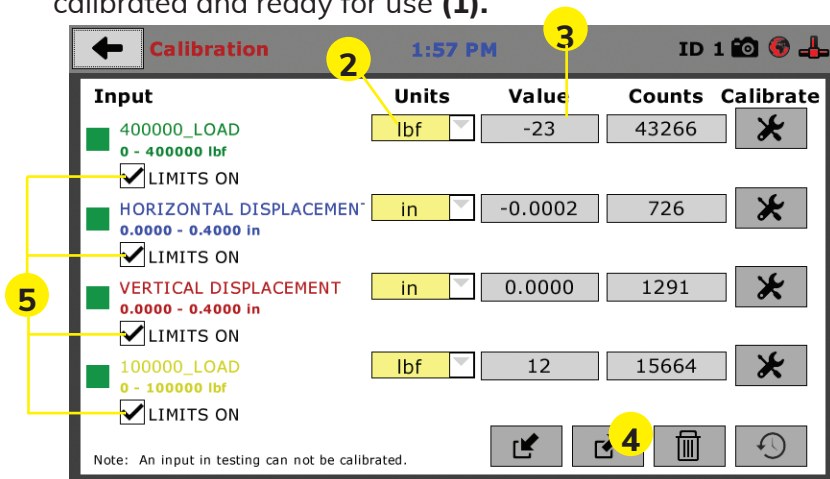 calibrated and ready for use (1).
Calibration 1:57 PM ID 1
2 3
Input Units Value Counts Calibrate
400000_LOAD lbf -23 43266
0 - 400000 lbf
LIMITS ON
HORIZONTAL DISPLACEMEN in -0.0002 726
0.0000 - 0.4000 in
LIMITS ON
5
VERTICAL DISPLACEMENT in 0.0000 1291
0.0000 - 0.4000 in
LIMITS ON
100000_LOAD lbf 12 15664
0 - 100000 lbf
LIMITS ON
4
Note: An input in testing can not be calibrated.